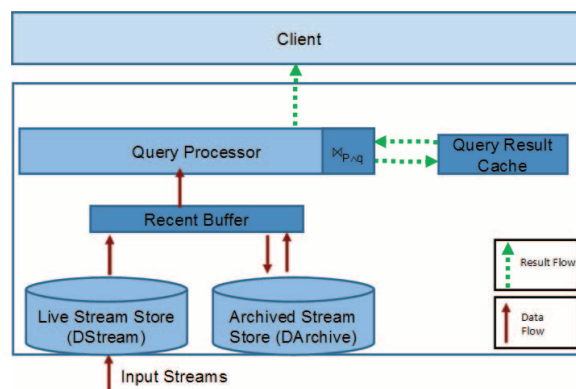 Client
Query Processor
⋈P∧q
Query Result
Cache
Recent Buffer
Live Stream Store
(DStream)
Archived Stream
Store (DArchive)
Input Streams
Result Flow
Data
Flow